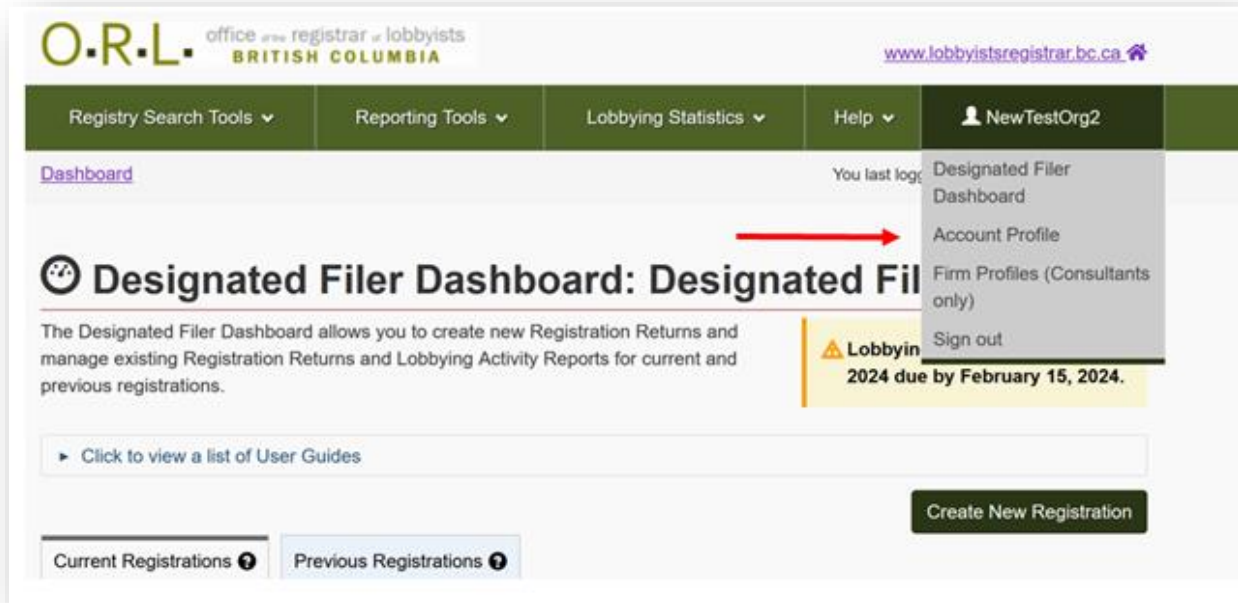 O.R.L. office of the registrar of lobbyists
BRITISH COLUMBIA
www.lobbyistsregistrar.bc.ca
Registry Search Tools
Reporting Tools
Lobbying Statistics
Help
NewTestOrg2
Dashboard
You last logg
Designated Filer
Dashboard
Account Profile
Firm Profiles (Consultants
only)
Sign out
Designated Filer Dashboard: Designated Fil
The Designated Filer Dashboard allows you to create new Registration Returns and
manage existing Registration Returns and Lobbying Activity Reports for current and
previous registrations.
Lobbyin
2024 due by February 15, 2024.
Click to view a list of User Guides
Create New Registration
Current Registrations
Previous Registrations